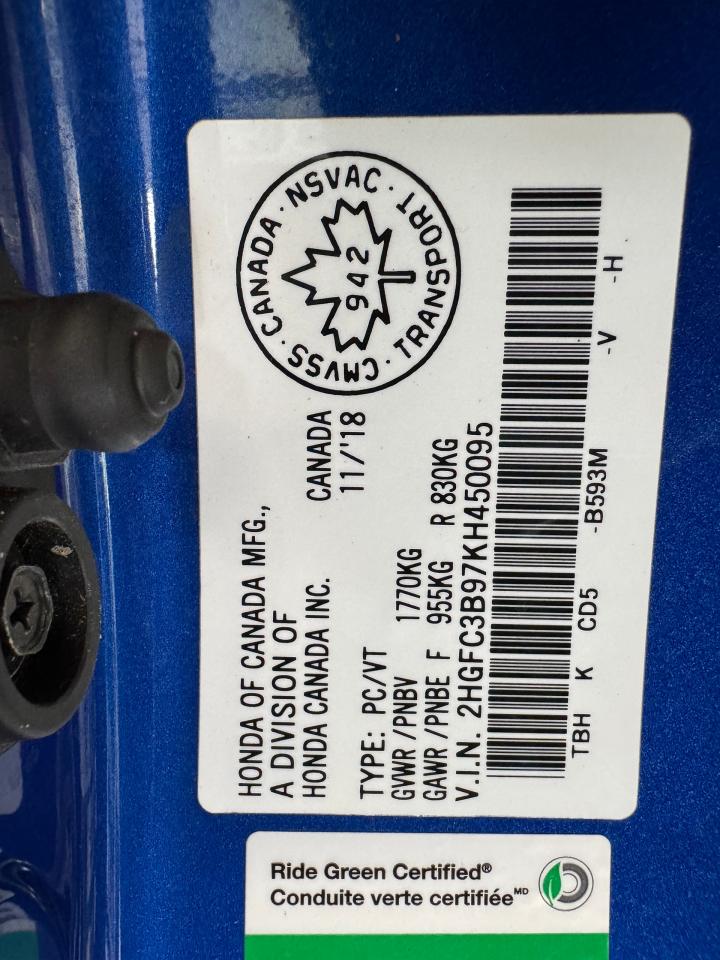 HONDA OF CANADA MFG.,
A DIVISION OF
HONDA CANADA INC.
CANADA
11/'18
TYPE: PC/VT
GVWR /PNBV 1770KG
GAWR /PNBE F 955KG R 830KG
V.I.N. 2HGFC3B97KH450095
TBH K CD5 -B593M -V -H
CMVSS · CANADA · NSVAC · TRANSPORT ·
942
Ride Green Certified®
Conduite verte certifiée MD